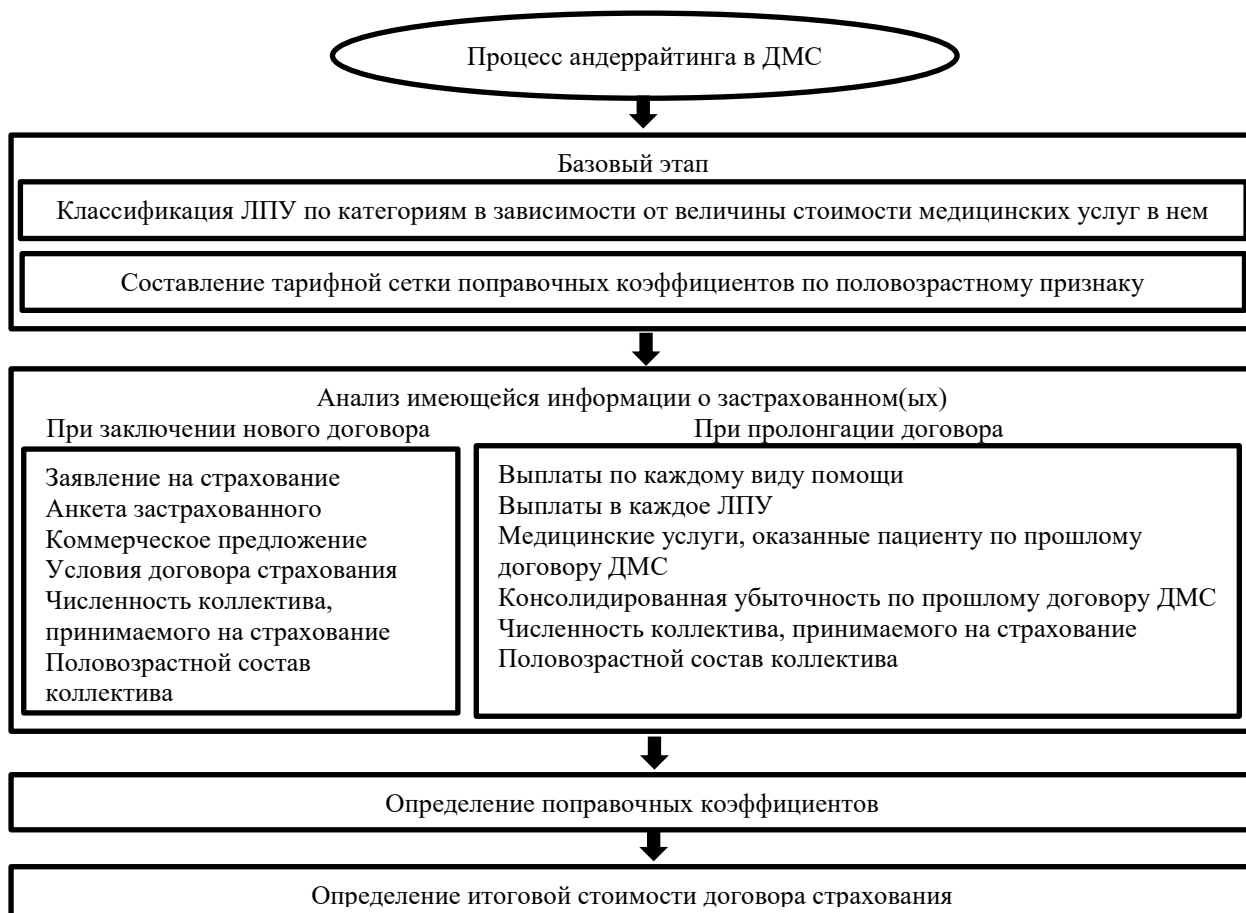 Процесс андеррайтинга в ДМС
Базовый этап
Классификация ЛПУ по категориям в зависимости от величины стоимости медицинских услуг в нем
Составление тарифной сетки поправочных коэффициентов по половозрастному признаку
Анализ имеющейся информации о застрахованном(ых)
При заключении нового договора
Заявление на страхование
Анкета застрахованного
Коммерческое предложение
Условия договора страхования
Численность коллектива,
принимаемого на страхование
Половозрастной состав
коллектива
При пролонгации договора
Выплаты по каждому виду помощи
Выплаты в каждое ЛПУ
Медицинские услуги, оказанные пациенту по прошлому
договору ДМС
Консолидированная убыточность по прошлому договору ДМС
Численность коллектива, принимаемого на страхование
Половозрастной состав коллектива
Определение поправочных коэффициентов
Определение итоговой стоимости договора страхования